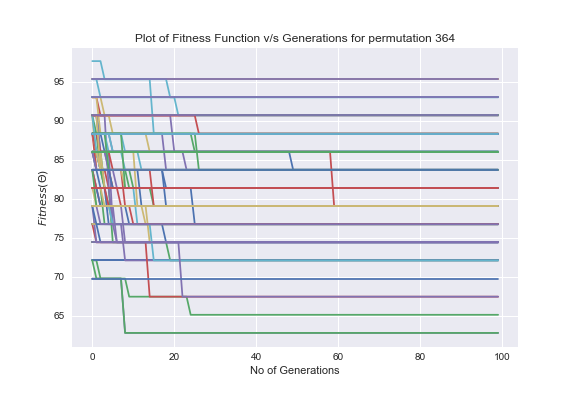 Plot of Fitness Function v/s Generations for permutation 364
95
90
85
80
75
70
65
Fitness(Θ)
0 20 40 60 80 100
No of Generations